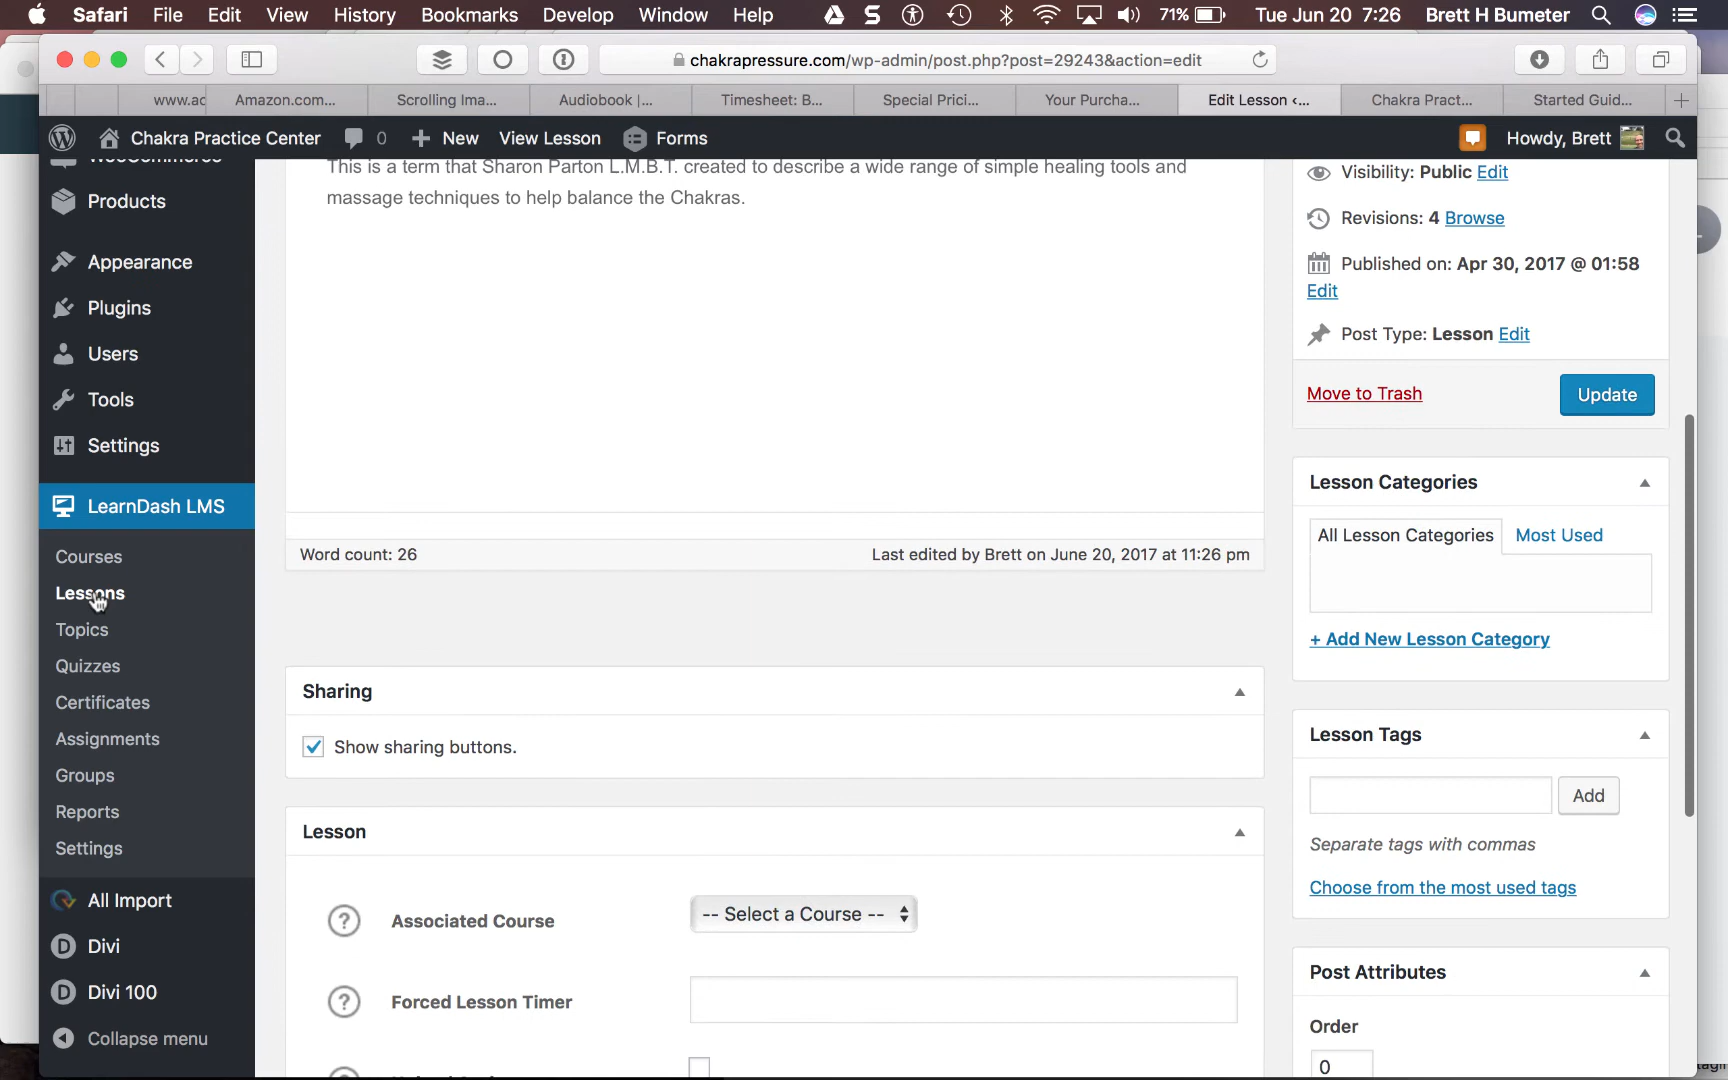 Safari File Edit View History Bookmarks Develop Window Help 71% Tue Jun 20 7:26 Brett H Bumeter
chakrapressure.com/wp-admin/post.php?post=29243&action=edit
www.ac Amazon.com... Scrolling Ima... Audiobook |... Timesheet: B... Special Prici... Your Purcha... Edit Lesson ‹... Chakra Pract... Started Guid...
Chakra Practice Center 0 New View Lesson Forms Howdy, Brett
WooCommerce
Products
Appearance
Plugins
Users
Tools
Settings
LearnDash LMS
Courses
Lessons
Topics
Quizzes
Certificates
Assignments
Groups
Reports
Settings
All Import
Divi
Divi 100
Collapse menu
This is a term that Sharon Parton L.M.B.T. created to describe a wide range of simple healing tools and
massage techniques to help balance the Chakras.
Word count: 26 Last edited by Brett on June 20, 2017 at 11:26 pm
Sharing
Show sharing buttons.
Lesson
Associated Course -- Select a Course --
Forced Lesson Timer
Visibility: Public Edit
Revisions: 4 Browse
Published on: Apr 30, 2017 @ 01:58
Edit
Post Type: Lesson Edit
Move to Trash Update
Lesson Categories
All Lesson Categories Most Used
+ Add New Lesson Category
Lesson Tags
Add
Separate tags with commas
Choose from the most used tags
Post Attributes
Order
0